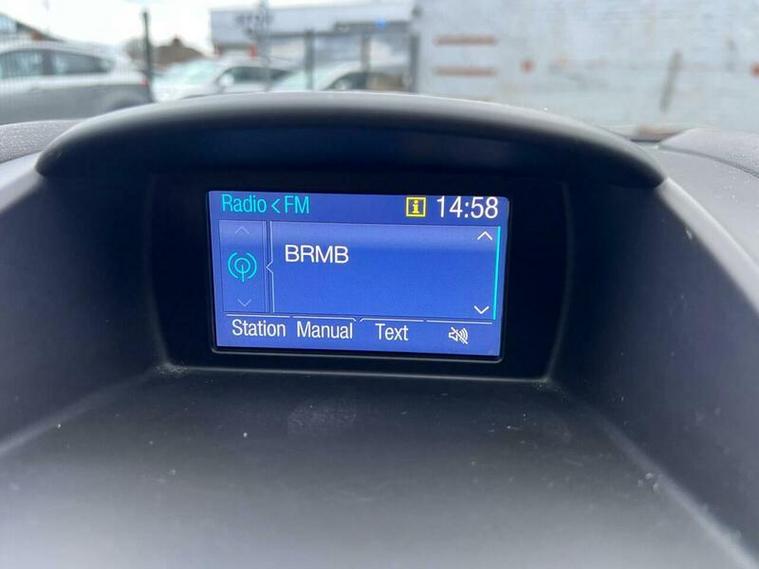 Radio < FM 14:58
BRMB
Station Manual Text